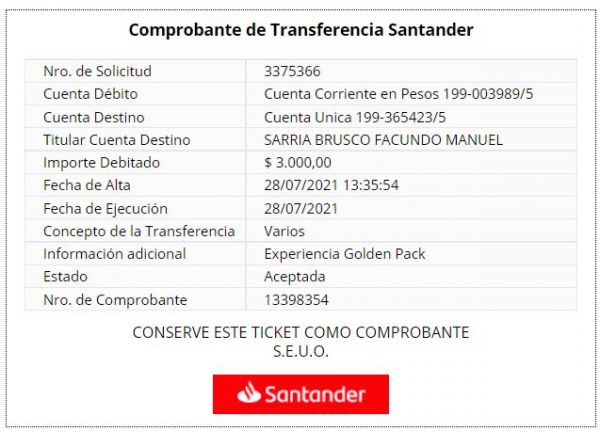 Comprobante de Transferencia Santander
Nro. de Solicitud 3375366
Cuenta Débito Cuenta Corriente en Pesos 199-003989/5
Cuenta Destino Cuenta Unica 199-365423/5
Titular Cuenta Destino SARRIA BRUSCO FACUNDO MANUEL
Importe Debitado $ 3.000,00
Fecha de Alta 28/07/2021 13:35:54
Fecha de Ejecución 28/07/2021
Concepto de la Transferencia Varios
Información adicional Experiencia Golden Pack
Estado Aceptada
Nro. de Comprobante 13398354
CONSERVE ESTE TICKET COMO COMPROBANTE
S.E.U.O.
Santander